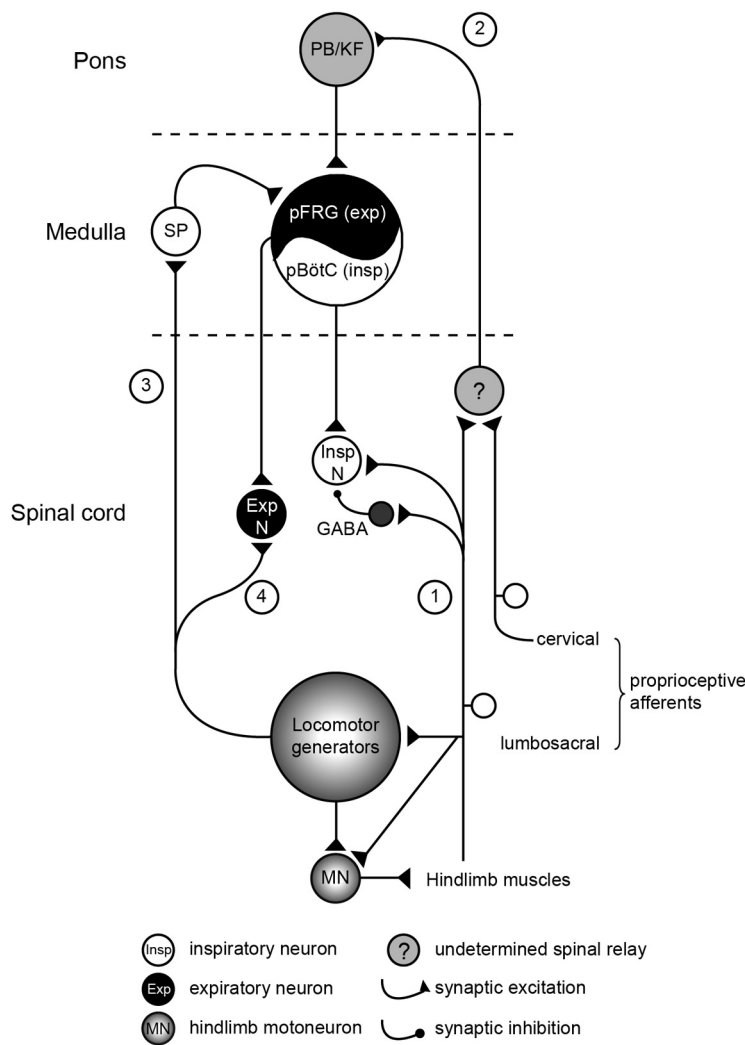 2
PB/KF
Pons
pFRG (exp)
SP
Medulla
pBötC (insp)
3
?
Insp
N
Spinal cord
Exp
N
GABA
4
1
cervical
proprioceptive
afferents
Locomotor
generators
lumbosacral
MN
Hindlimb muscles
Insp
inspiratory neuron
?
undetermined spinal relay
Exp
expiratory neuron
synaptic excitation
MN
hindlimb motoneuron
synaptic inhibition